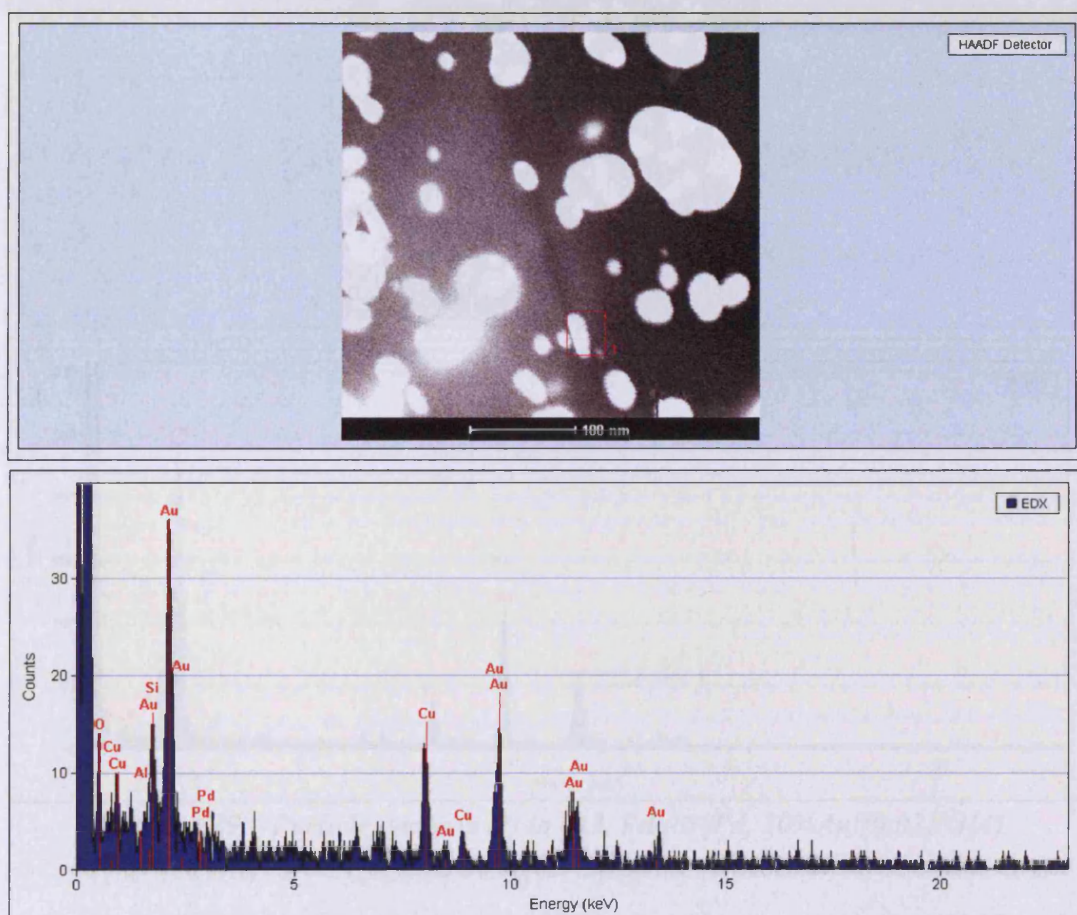 HAADF Detector
100 nm
EDX
Au
30
Au
20
Au
Au
Si
Au
O
Cu
Cu
Cu
10
Al
Au
Au
Pd
Pd
Cu
Au
Au
0
0
5
10
15
20
Counts
Energy (keV)